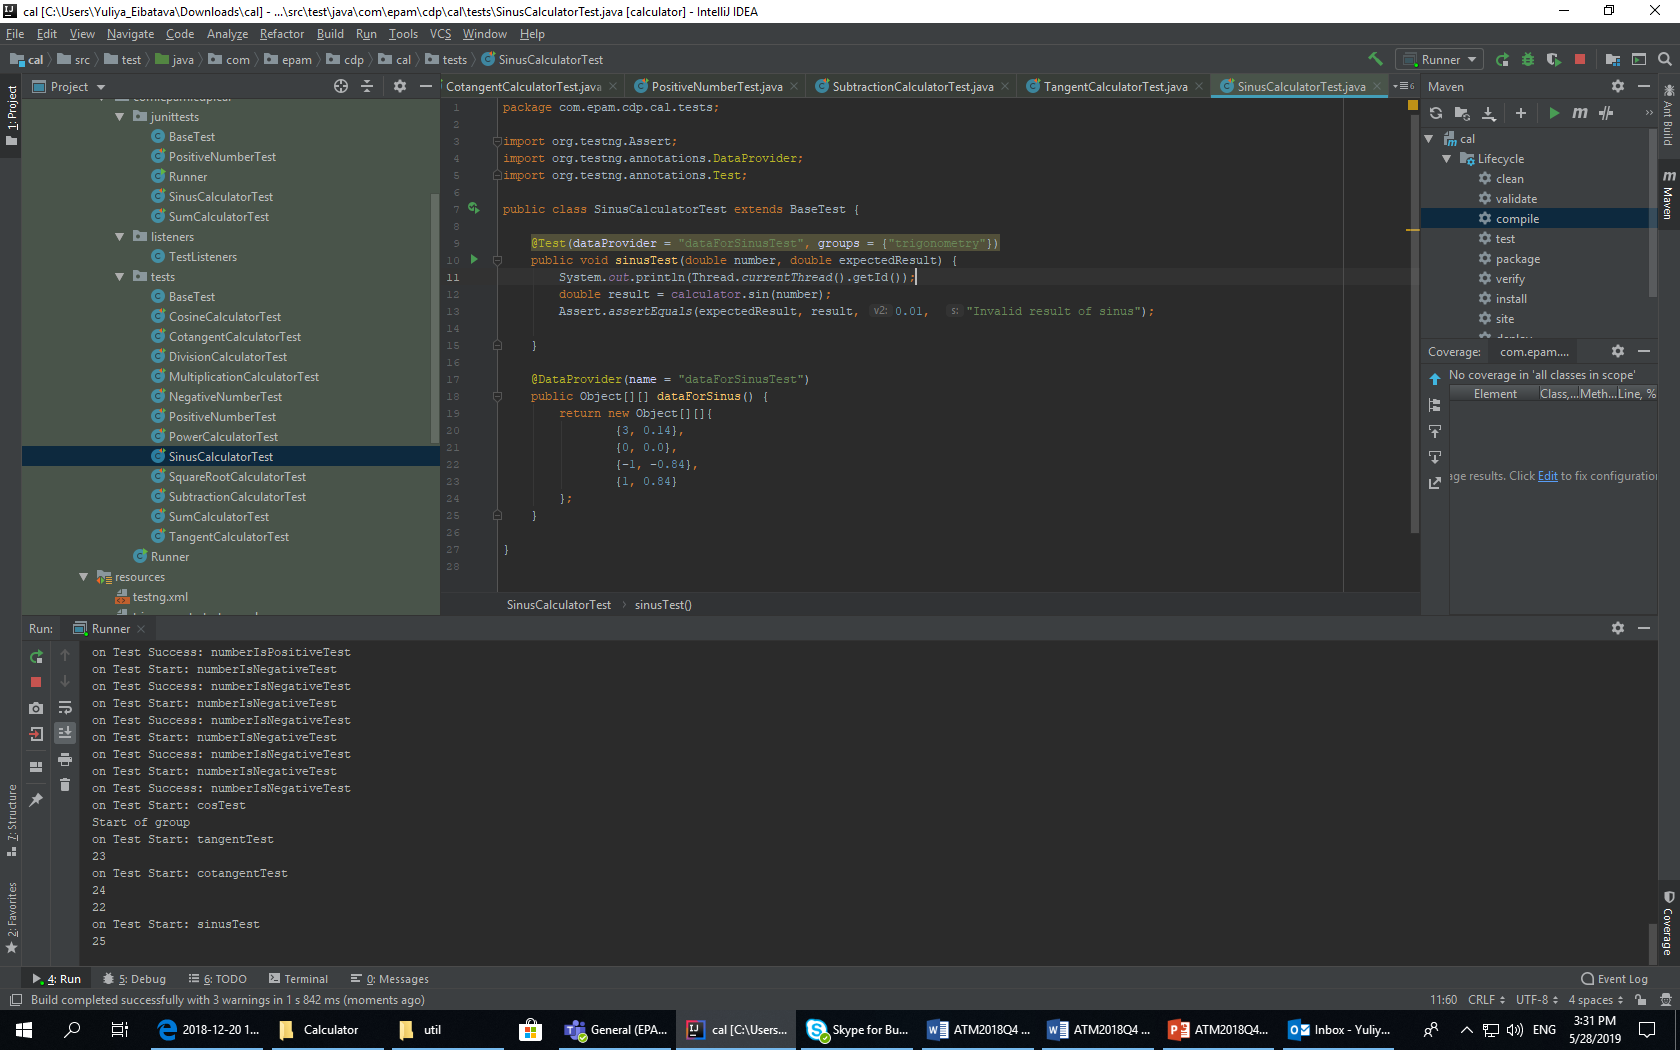 cal [C:\Users\Yuliya_Eibatava\Downloads\cal] - ...\src\test\java\com\epam\cdp\cal\tests\SinusCalculatorTest.java [calculator] - IntelliJ IDEA
File Edit View Navigate Code Analyze Refactor Build Run Tools VCS Window Help
cal src test java com epam cdp cal tests SinusCalculatorTest
Runner
Project
CotangentCalculatorTest.java PositiveNumberTest.java SubtractionCalculatorTest.java TangentCalculatorTest.java SinusCalculatorTest.java
1: Project
junittests
BaseTest
PositiveNumberTest
Runner
SinusCalculatorTest
SumCalculatorTest
listeners
TestListeners
tests
BaseTest
CosineCalculatorTest
CotangentCalculatorTest
DivisionCalculatorTest
MultiplicationCalculatorTest
NegativeNumberTest
PositiveNumberTest
PowerCalculatorTest
SinusCalculatorTest
SquareRootCalculatorTest
SubtractionCalculatorTest
SumCalculatorTest
TangentCalculatorTest
Runner
resources
testng.xml
1 package com.epam.cdp.cal.tests;
2
3 import org.testng.Assert;
4 import org.testng.annotations.DataProvider;
5 import org.testng.annotations.Test;
6
7 public class SinusCalculatorTest extends BaseTest {
8
9 @Test(dataProvider = "dataForSinusTest", groups = {"trigonometry"})
10 public void sinusTest(double number, double expectedResult) {
11 System.out.println(Thread.currentThread().getId());
12 double result = calculator.sin(number);
13 Assert.assertEquals(expectedResult, result, v2: 0.01, s: "Invalid result of sinus");
14
15 }
16
17 @DataProvider(name = "dataForSinusTest")
18 public Object[][] dataForSinus() {
19 return new Object[][]{
20 {3, 0.14},
21 {0, 0.0},
22 {-1, -0.84},
23 {1, 0.84}
24 };
25 }
26
27 }
28
SinusCalculatorTest › sinusTest()
Maven
cal
Lifecycle
clean
validate
compile
test
package
verify
install
site
Coverage: com.epam....
No coverage in 'all classes in scope'
Element Class,... Meth... Line, %
age results. Click Edit to fix configuration
Ant Build
Maven
Coverage
Run: Runner
on Test Success: numberIsPositiveTest
on Test Start: numberIsNegativeTest
on Test Success: numberIsNegativeTest
on Test Start: numberIsNegativeTest
on Test Success: numberIsNegativeTest
on Test Start: numberIsNegativeTest
on Test Success: numberIsNegativeTest
on Test Start: numberIsNegativeTest
on Test Success: numberIsNegativeTest
on Test Start: cosTest
Start of group
on Test Start: tangentTest
23
on Test Start: cotangentTest
24
22
on Test Start: sinusTest
25
7: Structure
2: Favorites
4: Run 5: Debug 6: TODO Terminal 0: Messages Event Log
Build completed successfully with 3 warnings in 1 s 842 ms (moments ago)
11:60 CRLF UTF-8 4 spaces
2018-12-20 1... Calculator util General (EPA... cal [C:\Users... Skype for Bu... ATM2018Q4 ... ATM2018Q4 ... ATM2018Q4... Inbox - Yuliy... ENG
3:31 PM
5/28/2019